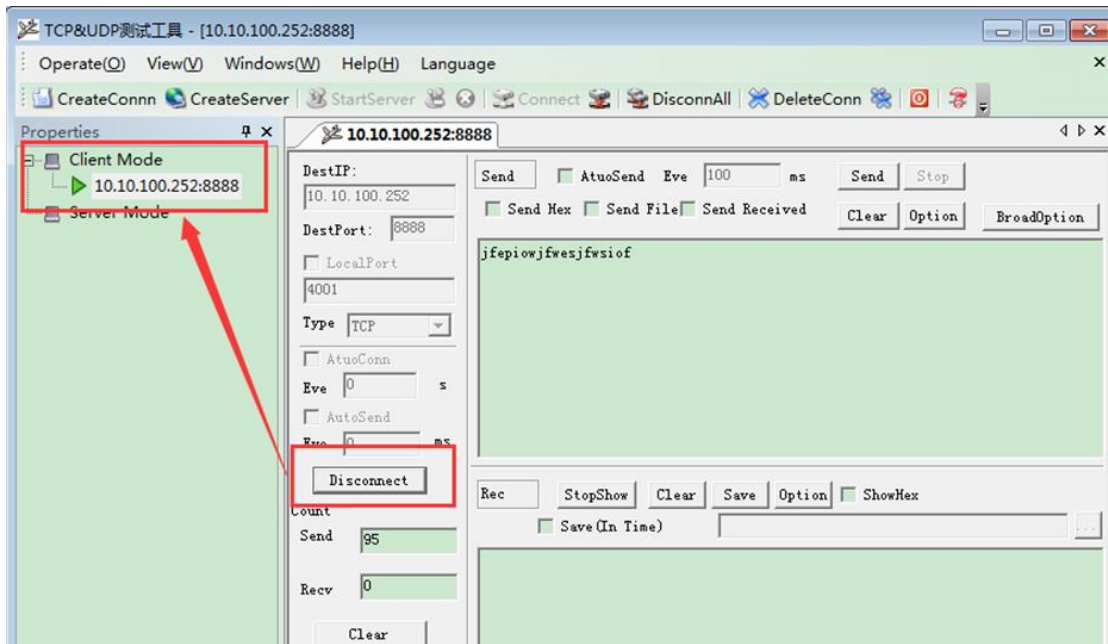 TCP&UDP测试工具 - [10.10.100.252:8888]
Operate(O) View(V) Windows(W) Help(H) Language
CreateConnn CreateServer StartServer Connect DisconnAll DeleteConn
Properties
Client Mode
10.10.100.252:8888
Server Mode
10.10.100.252:8888
DestIP:
10.10.100.252
DestPort: 8888
LocalPort
4001
Type TCP
AtuoConn
Eve 0 s
AutoSend
Eve 0 ms
Disconnect
Count
Send 95
Recv 0
Clear
Send AtuoSend Eve 100 ms Send Stop
Send Hex Send File Send Received Clear Option BroadOption
jfepiowjfwesjfwsiof
Rec StopShow Clear Save Option ShowHex
Save(In Time) ...